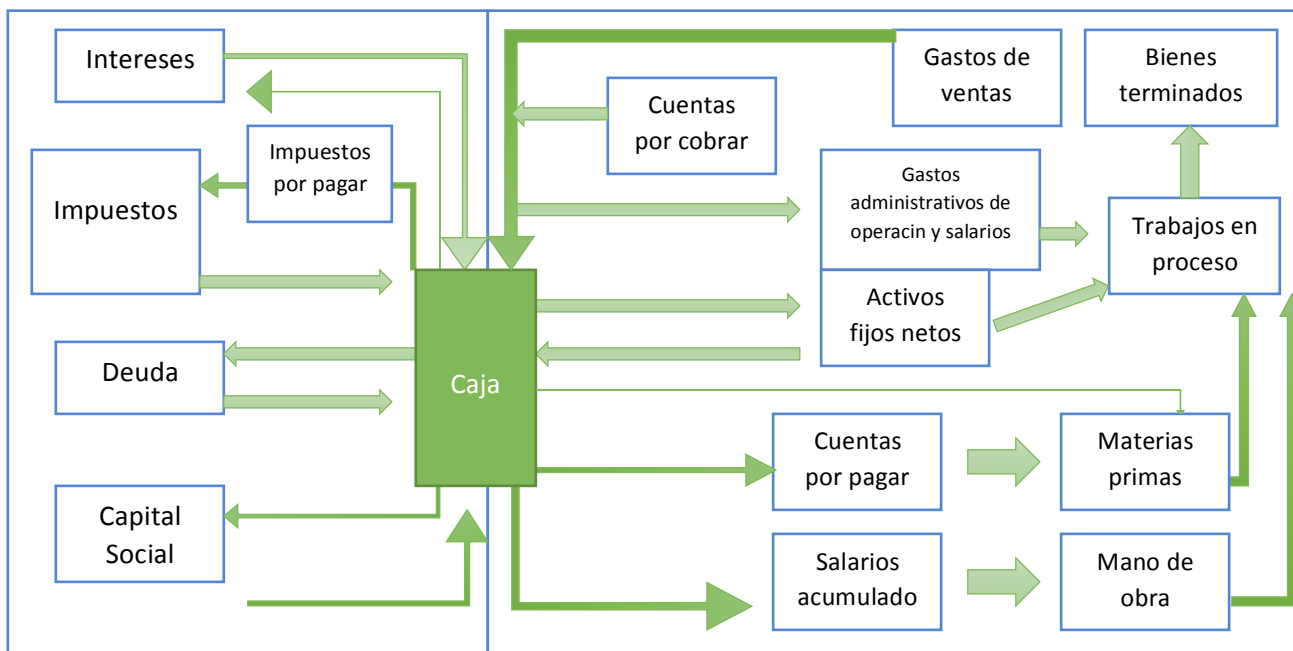 Intereses
Impuestos
por pagar
Impuestos
Deuda
Capital
Social
Caja
Cuentas
por cobrar
Gastos de
ventas
Bienes
terminados
Gastos
administrativos de
operacin y salarios
Trabajos en
proceso
Activos
fijos netos
Cuentas
por pagar
Materias
primas
Salarios
acumulado
Mano de
obra